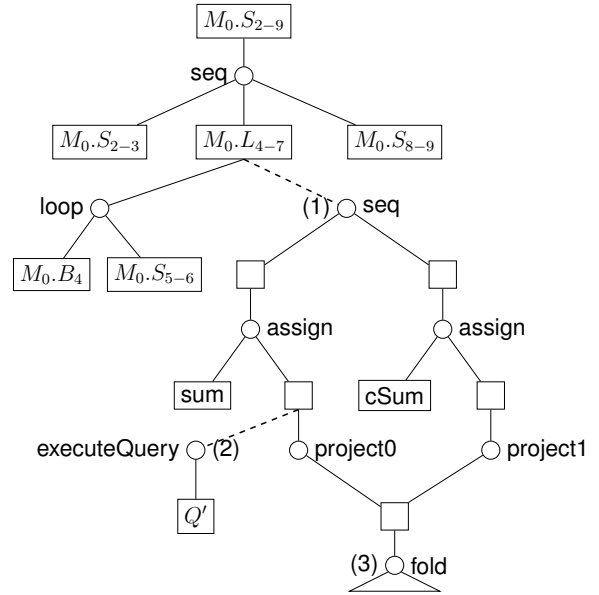 M₀.S₂₋₉
seq
M₀.S₂₋₃ M₀.L₄₋₇ M₀.S₈₋₉
loop (1) seq
M₀.B₄ M₀.S₅₋₆
assign assign
sum cSum
executeQuery (2) project0 project1
Q′
(3) fold